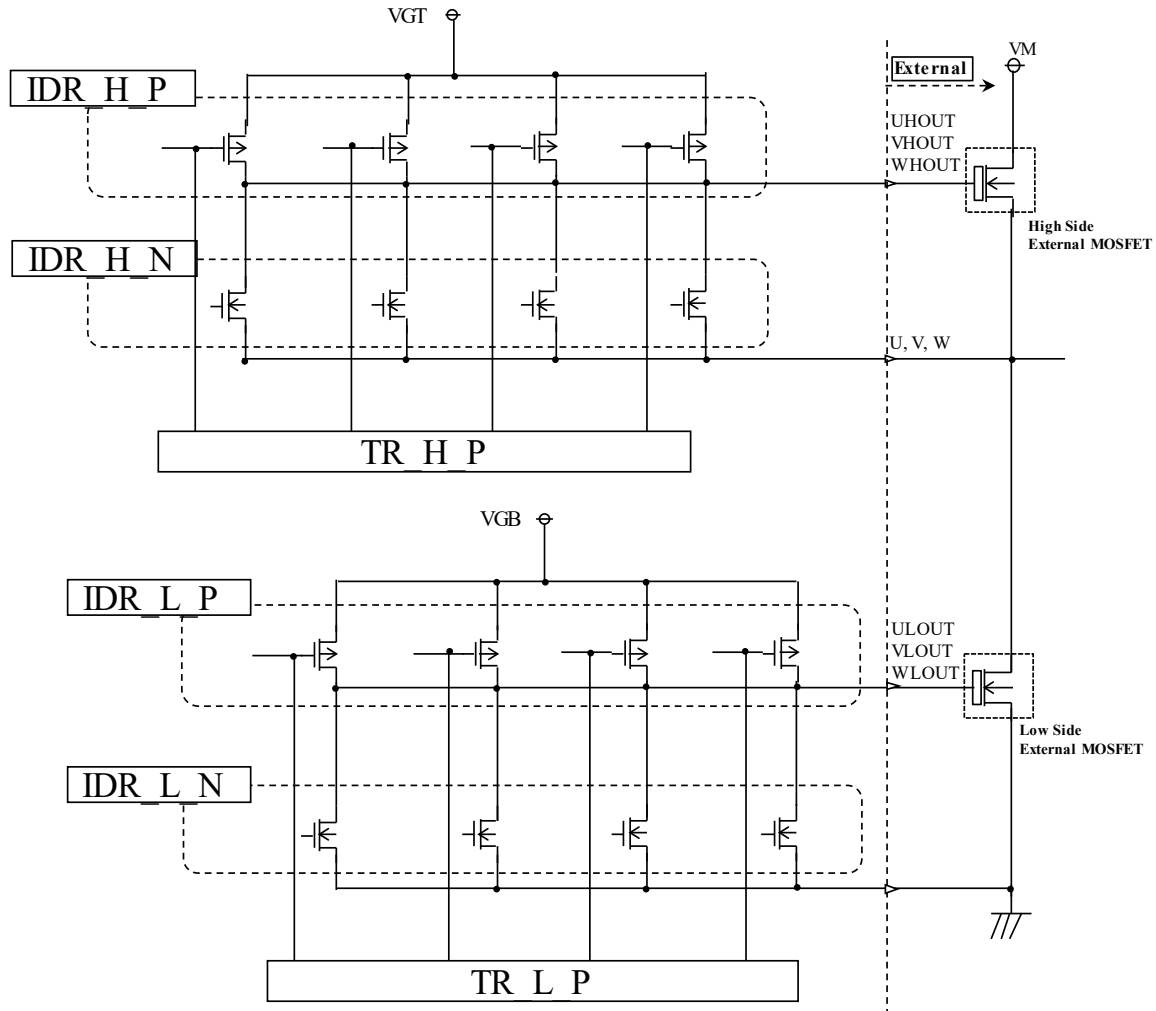 VGT
VM
External
IDR_H_P
UHOUT
VHOUT
WHOUT
High Side
External MOSFET
IDR_H_N
U, V, W
TR_H_P
VGB
IDR_L_P
ULOUT
VLOUT
WLOUT
Low Side
External MOSFET
IDR_L_N
TR_L_P